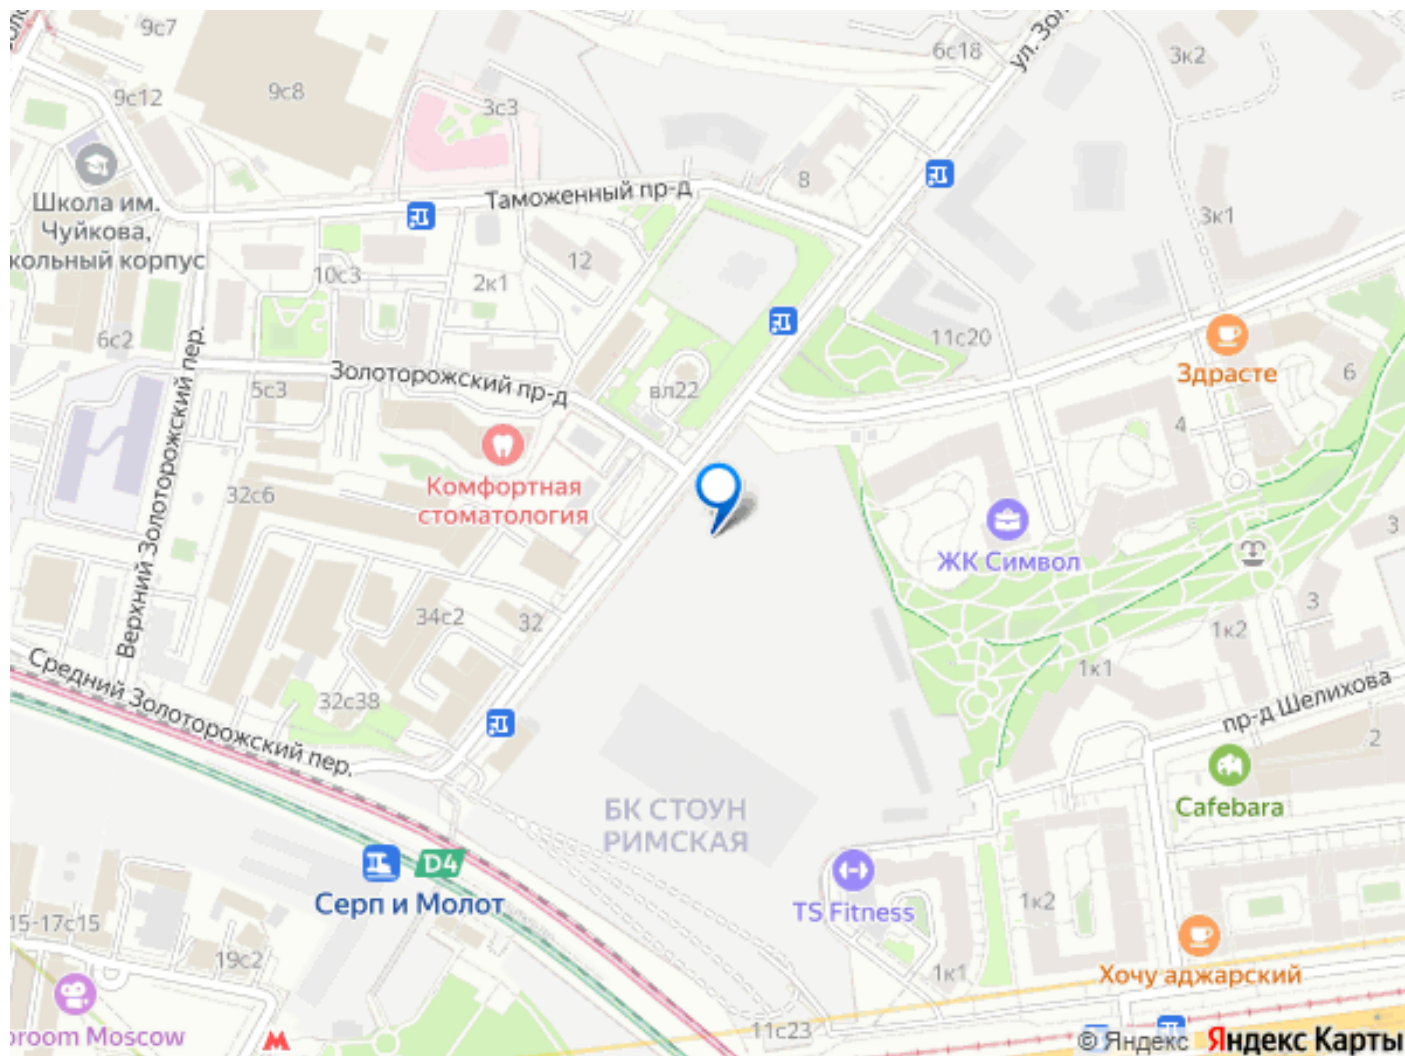 9с7
6с18
ул. Зол
3к2
9с8
9с12
3с3
Таможенный пр-д
8
Школа им.
Чуйкова,
кольный корпус
3к1
10с3
12
2к1
6с2
11с20
Здрасте
6
Золоторожский пр-д
5с3
вл22
4
Верхний Золоторожский пер.
Комфортная
стоматология
32с6
ЖК Символ
3
34с2
32
3
1к2
1к1
Средний Золоторожский пер.
32с38
пр-д Шелихова
2
БК СТОУН
РИМСКАЯ
Cafebara
D4
Серп и Молот
TS Fitness
1к2
15-17с15
19с2
1к1
Хочу аджарский
room Moscow
11с23
© Яндекс Яндекс Карты